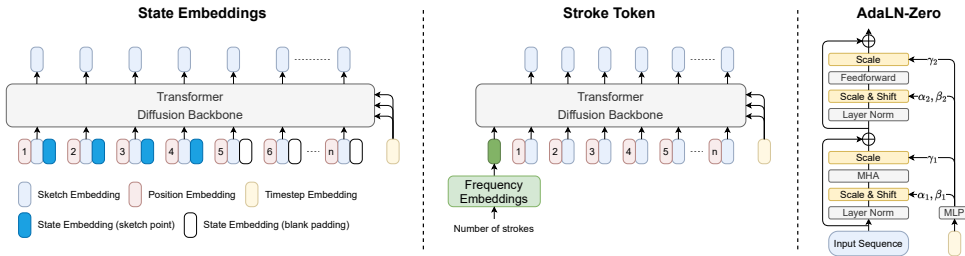 State Embeddings
Transformer
Diffusion Backbone
1 2 3 4 5 6 n
Sketch Embedding
Position Embedding
Timestep Embedding
State Embedding (sketch point)
State Embedding (blank padding)
Stroke Token
Transformer
Diffusion Backbone
1 2 3 4 5 n
Frequency
Embeddings
Number of strokes
AdaLN-Zero
Scale
γ₂
Feedforward
Scale & Shift
α₂, β₂
Layer Norm
Scale
γ₁
MHA
Scale & Shift
α₁, β₁
Layer Norm
MLP
Input Sequence